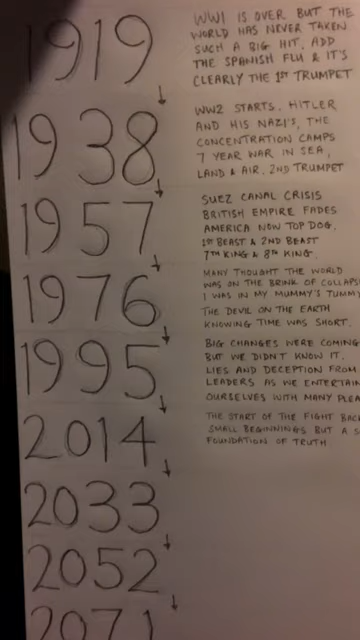 1919
WW1 IS OVER BUT THE
WORLD HAS NEVER TAKEN
SUCH A BIG HIT, ADD
THE SPANISH FLU & IT'S
CLEARLY THE 1ST TRUMPET
1938
WW2 STARTS. HITLER
AND HIS NAZI'S, THE
CONCENTRATION CAMPS
7 YEAR WAR IN SEA,
LAND & AIR. 2ND TRUMPET
1957
SUEZ CANAL CRISIS
BRITISH EMPIRE FADES
AMERICA NOW TOP DOG.
1ST BEAST & 2ND BEAST
7TH KING & 8TH KING.
1976
MANY THOUGHT THE WORLD
WAS ON THE BRINK OF COLLAPS
I WAS IN MY MUMMY'S TUMMY
THE DEVIL ON THE EARTH
KNOWING TIME WAS SHORT.
1995
BIG CHANGES WERE COMING
BUT WE DIDN'T KNOW IT.
LIES AND DECEPTION FROM
LEADERS AS WE ENTERTAIN
OURSELVES WITH MANY PLEA
2014
THE START OF THE FIGHT BACK
SMALL BEGINNINGS BUT A S
FOUNDATION OF TRUTH.
2033
2052
2071